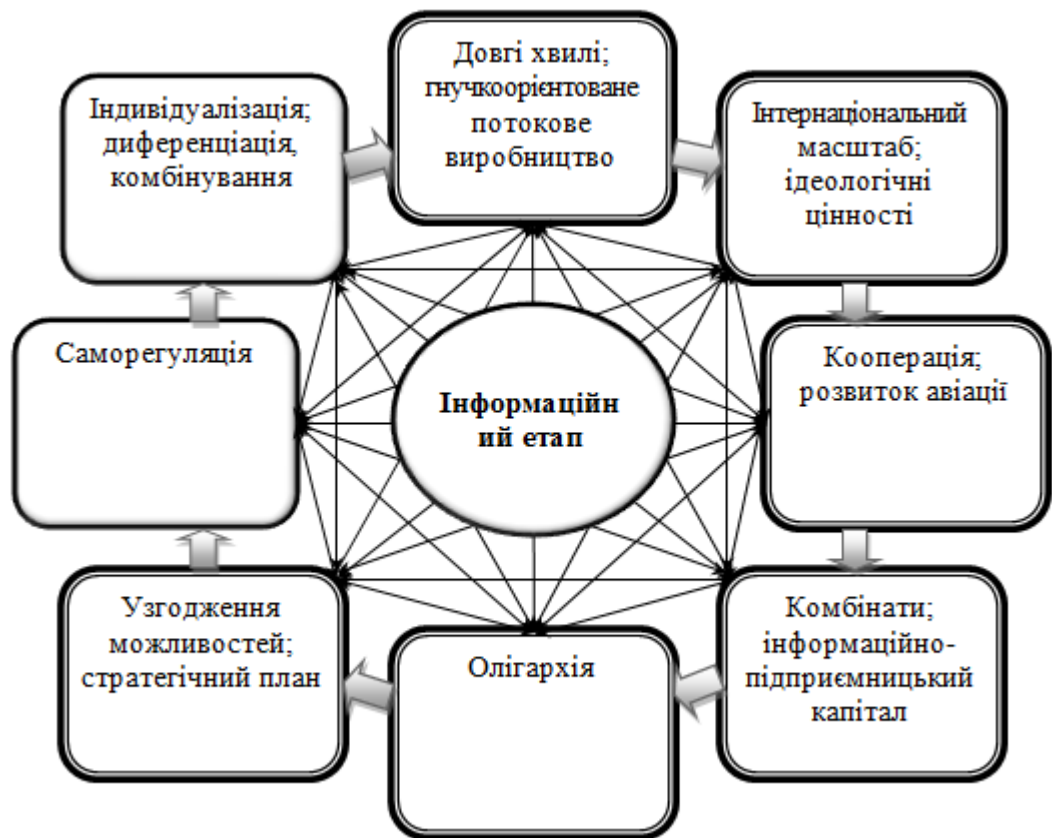 Довгі хвилі;
гнучкоорієнтоване
потокове
виробництво
Інтернаціональний
масштаб;
ідеологічні
цінності
Кооперація;
розвиток авіації
Комбінати;
інформаційно-
підприємницький
капітал
Олігархія
Узгодження
можливостей;
стратегічний план
Саморегуляція
Індивідуалізація;
диференціація,
комбінування
Інформаційн
ий етап